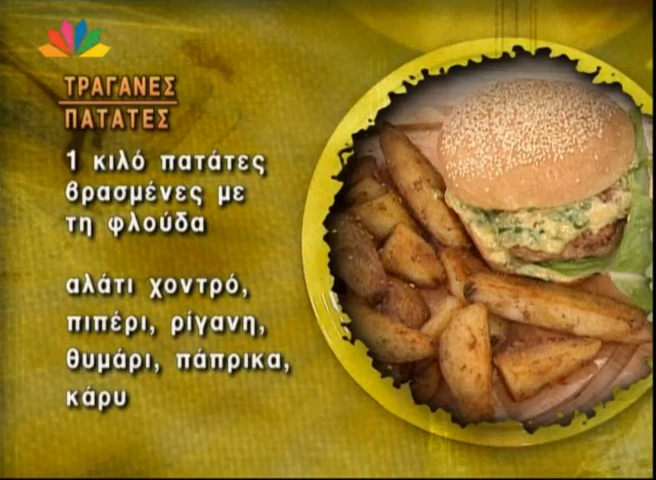 ΤΡΑΓΑΝΕΣ
ΠΑΤΑΤΕΣ
1 κιλό πατάτες
βρασμένες με
τη φλούδα
αλάτι χοντρό,
πιπέρι, ρίγανη,
θυμάρι, πάπρικα,
κάρυ